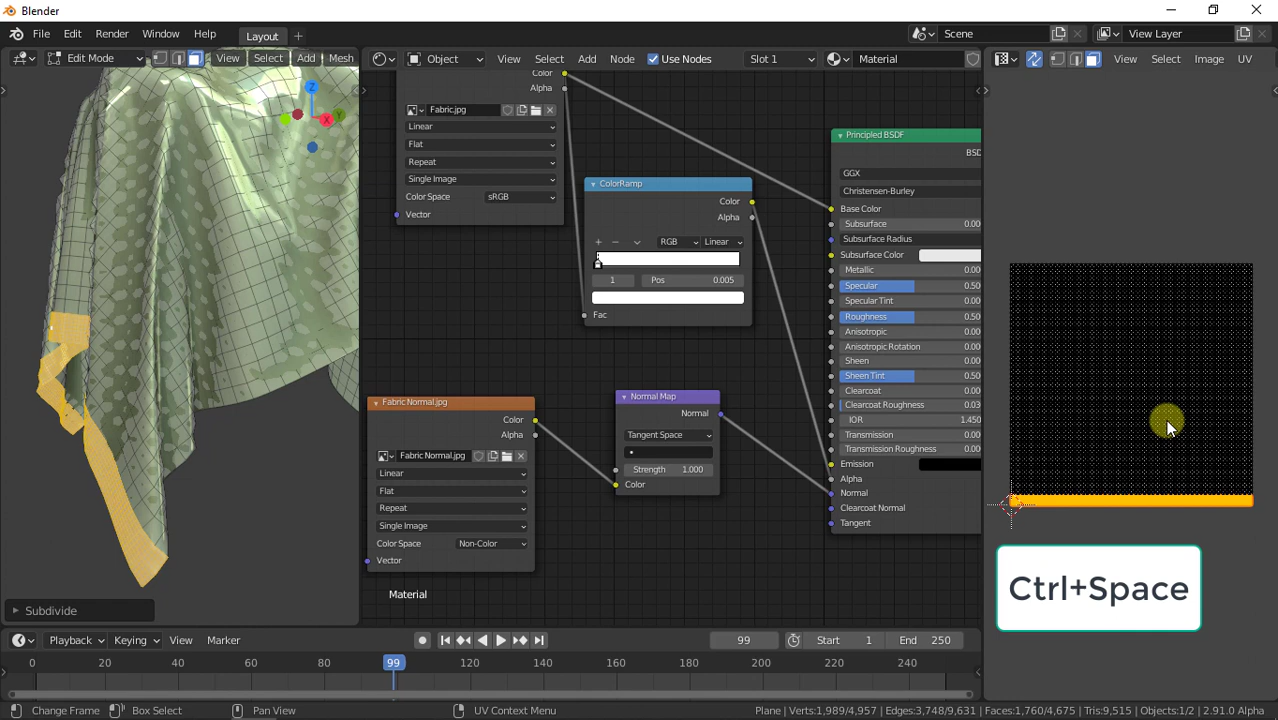 Blender
File Edit Render Window Help Layout + Scene View Layer
Edit Mode View Select Add Mesh
Object View Select Add Node Use Nodes Slot 1 Material
View Select Image UV
Color
Alpha
Fabric.jpg
Linear
Flat
Repeat
Single Image
Color Space sRGB
Vector
ColorRamp
Color
Alpha
+ − RGB Linear
1 Pos 0.005
Fac
Fabric Normal.jpg
Color
Alpha
Fabric Normal.jpg
Linear
Flat
Repeat
Single Image
Color Space Non-Color
Vector
Normal Map
Normal
Tangent Space
Strength 1.000
Color
Principled BSDF
BSD
GGX
Christensen-Burley
Base Color
Subsurface 0.00
Subsurface Radius
Subsurface Color
Metallic 0.00
Specular 0.50
Specular Tint 0.00
Roughness 0.50
Anisotropic 0.00
Anisotropic Rotation 0.00
Sheen 0.00
Sheen Tint 0.50
Clearcoat 0.00
Clearcoat Roughness 0.03
IOR 1.450
Transmission 0.00
Transmission Roughness 0.00
Emission
Alpha
Normal
Clearcoat Normal
Tangent
Material
Z
Y
X
Subdivide
Ctrl+Space
Playback Keying View Marker 99 Start 1 End 250
0 20 40 60 80 99 120 140 160 180 200 220 240
Change Frame Box Select Pan View UV Context Menu Plane | Verts:1,989/4,957 | Edges:3,748/9,631 | Faces:1,760/4,675 | Tris:9,515 | Objects:1/2 | 2.91.0 Alpha